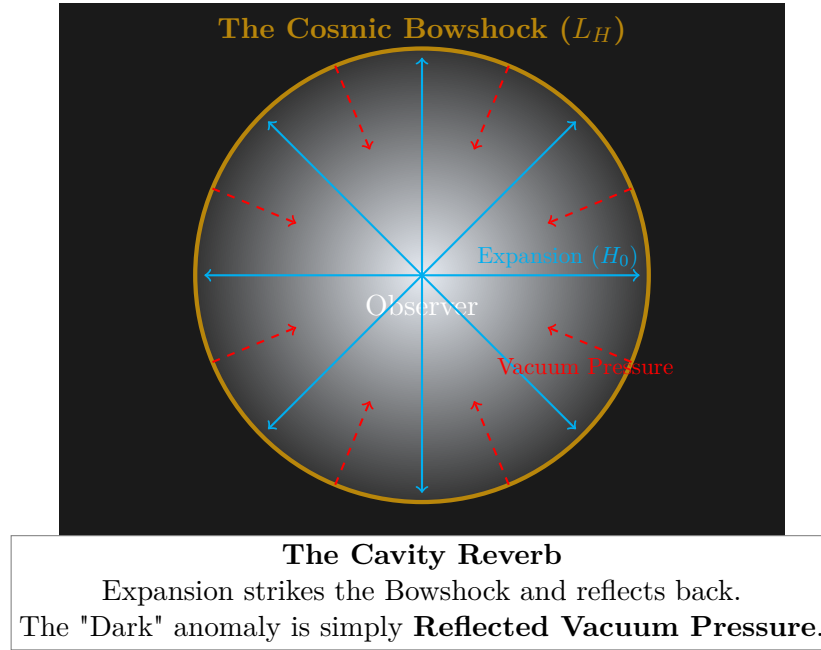 The Cosmic Bowshock (L_H)
Expansion (H_0)
Observer
Vacuum Pressure
The Cavity Reverb
Expansion strikes the Bowshock and reflects back.
The "Dark" anomaly is simply Reflected Vacuum Pressure.